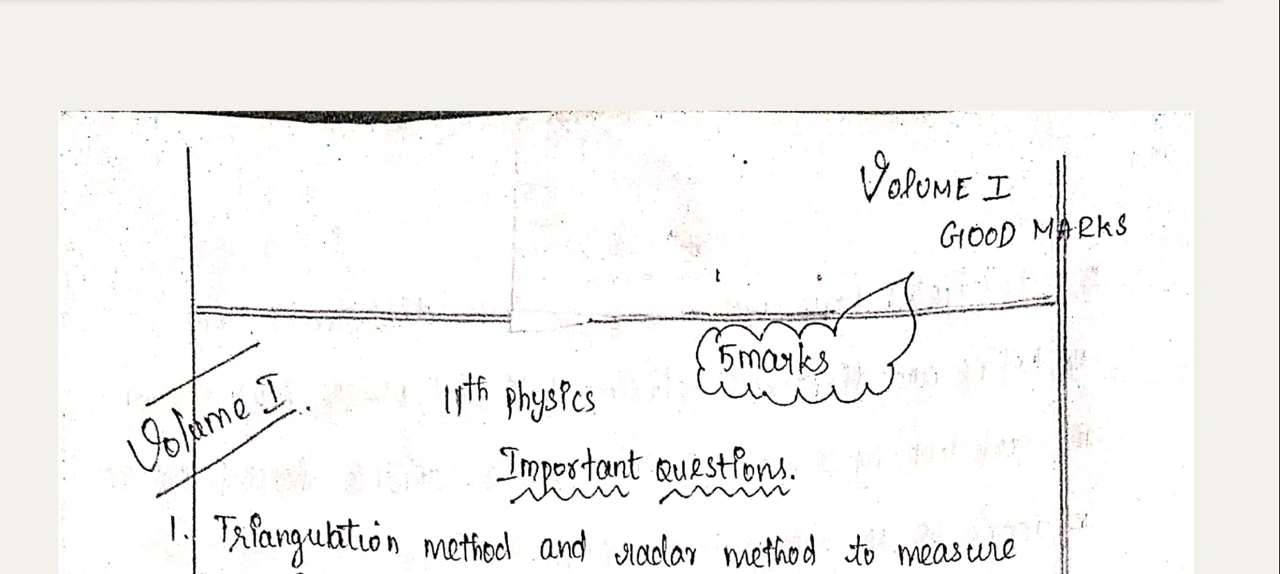 Volume I
GOOD MARKS
5marks
Volume I.
11th physics
Important questions.
1. Triangulation method and radar method to measure